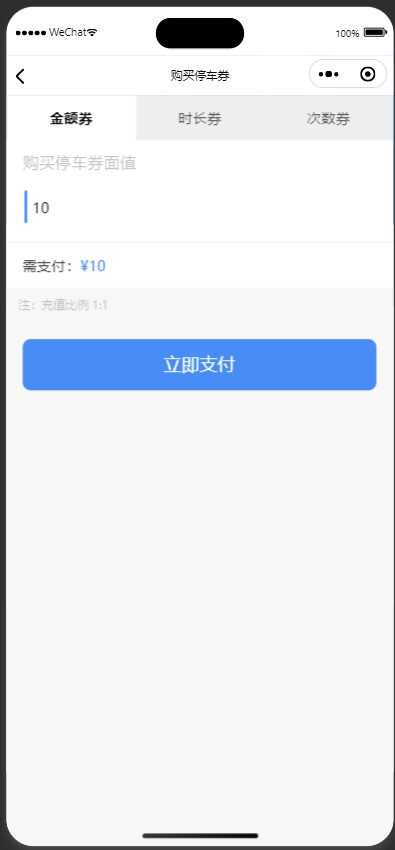 WeChat 100%
购买停车券
金额券 时长券 次数券
购买停车券面值
10
需支付：¥10
注：充值比例 1:1
立即支付